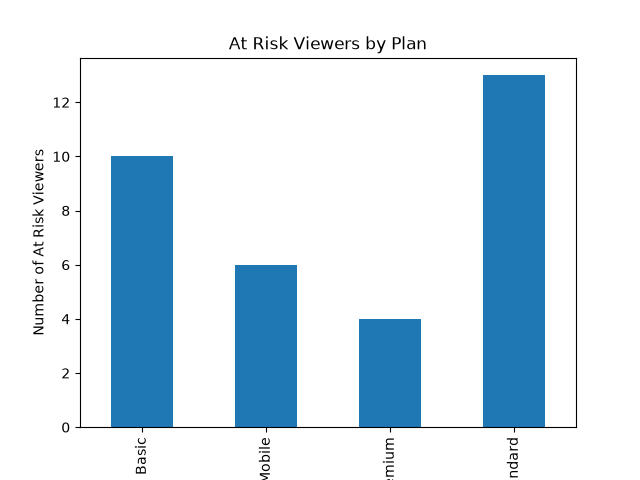 At Risk Viewers by Plan
Number of At Risk Viewers
12
10
8
6
4
2
0
Basic
Mobile
emium
ndard